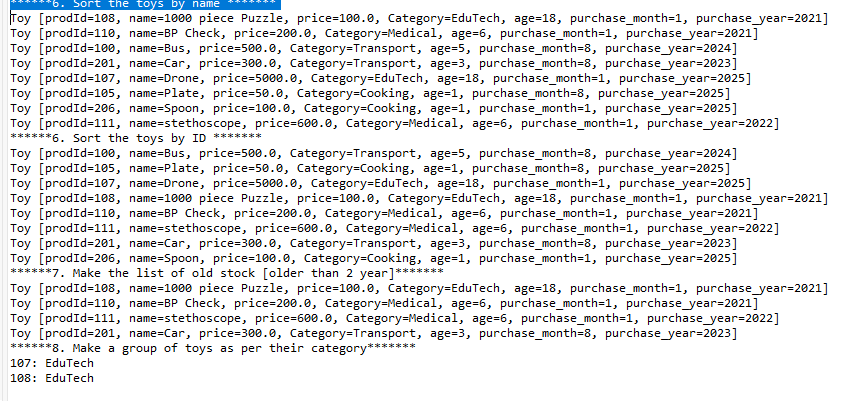 ******6. Sort the toys by name *******
Toy [prodId=108, name=1000 piece Puzzle, price=100.0, Category=EduTech, age=18, purchase_month=1, purchase_year=2021]
Toy [prodId=110, name=BP Check, price=200.0, Category=Medical, age=6, purchase_month=1, purchase_year=2021]
Toy [prodId=100, name=Bus, price=500.0, Category=Transport, age=5, purchase_month=8, purchase_year=2024]
Toy [prodId=201, name=Car, price=300.0, Category=Transport, age=3, purchase_month=8, purchase_year=2023]
Toy [prodId=107, name=Drone, price=5000.0, Category=EduTech, age=18, purchase_month=1, purchase_year=2025]
Toy [prodId=105, name=Plate, price=50.0, Category=Cooking, age=1, purchase_month=8, purchase_year=2025]
Toy [prodId=206, name=Spoon, price=100.0, Category=Cooking, age=1, purchase_month=1, purchase_year=2025]
Toy [prodId=111, name=stethoscope, price=600.0, Category=Medical, age=6, purchase_month=1, purchase_year=2022]
******6. Sort the toys by ID *******
Toy [prodId=100, name=Bus, price=500.0, Category=Transport, age=5, purchase_month=8, purchase_year=2024]
Toy [prodId=105, name=Plate, price=50.0, Category=Cooking, age=1, purchase_month=8, purchase_year=2025]
Toy [prodId=107, name=Drone, price=5000.0, Category=EduTech, age=18, purchase_month=1, purchase_year=2025]
Toy [prodId=108, name=1000 piece Puzzle, price=100.0, Category=EduTech, age=18, purchase_month=1, purchase_year=2021]
Toy [prodId=110, name=BP Check, price=200.0, Category=Medical, age=6, purchase_month=1, purchase_year=2021]
Toy [prodId=111, name=stethoscope, price=600.0, Category=Medical, age=6, purchase_month=1, purchase_year=2022]
Toy [prodId=201, name=Car, price=300.0, Category=Transport, age=3, purchase_month=8, purchase_year=2023]
Toy [prodId=206, name=Spoon, price=100.0, Category=Cooking, age=1, purchase_month=1, purchase_year=2025]
******7. Make the list of old stock [older than 2 year]*******
Toy [prodId=108, name=1000 piece Puzzle, price=100.0, Category=EduTech, age=18, purchase_month=1, purchase_year=2021]
Toy [prodId=110, name=BP Check, price=200.0, Category=Medical, age=6, purchase_month=1, purchase_year=2021]
Toy [prodId=111, name=stethoscope, price=600.0, Category=Medical, age=6, purchase_month=1, purchase_year=2022]
Toy [prodId=201, name=Car, price=300.0, Category=Transport, age=3, purchase_month=8, purchase_year=2023]
******8. Make a group of toys as per their category*******
107: EduTech
108: EduTech